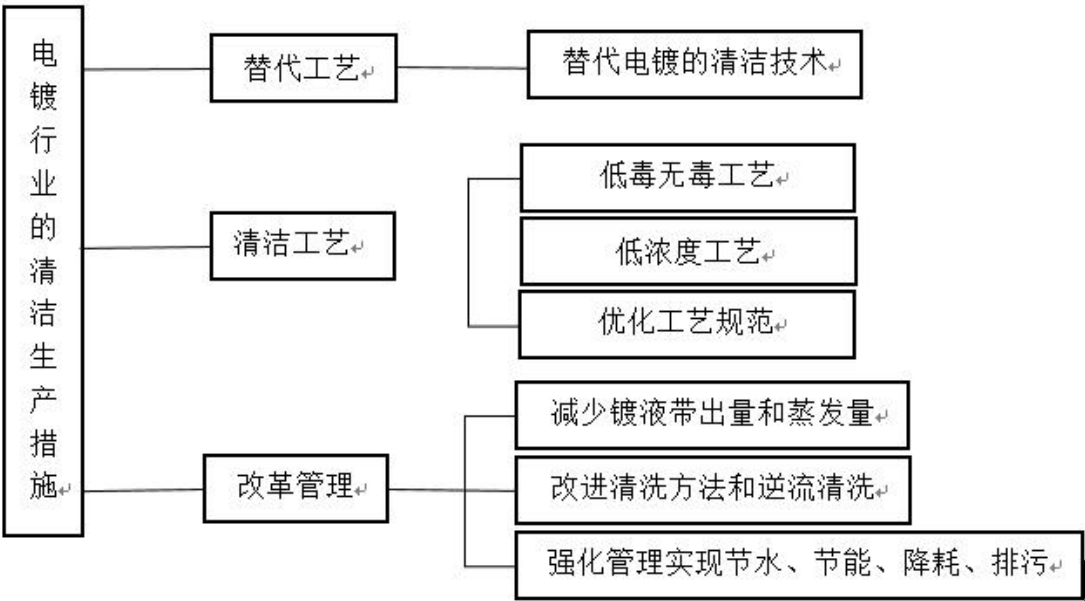 电镀行业的清洁生产措施
替代工艺
替代电镀的清洁技术
清洁工艺
低毒无毒工艺
低浓度工艺
优化工艺规范
改革管理
减少镀液带出量和蒸发量
改进清洗方法和逆流清洗
强化管理实现节水、节能、降耗、排污